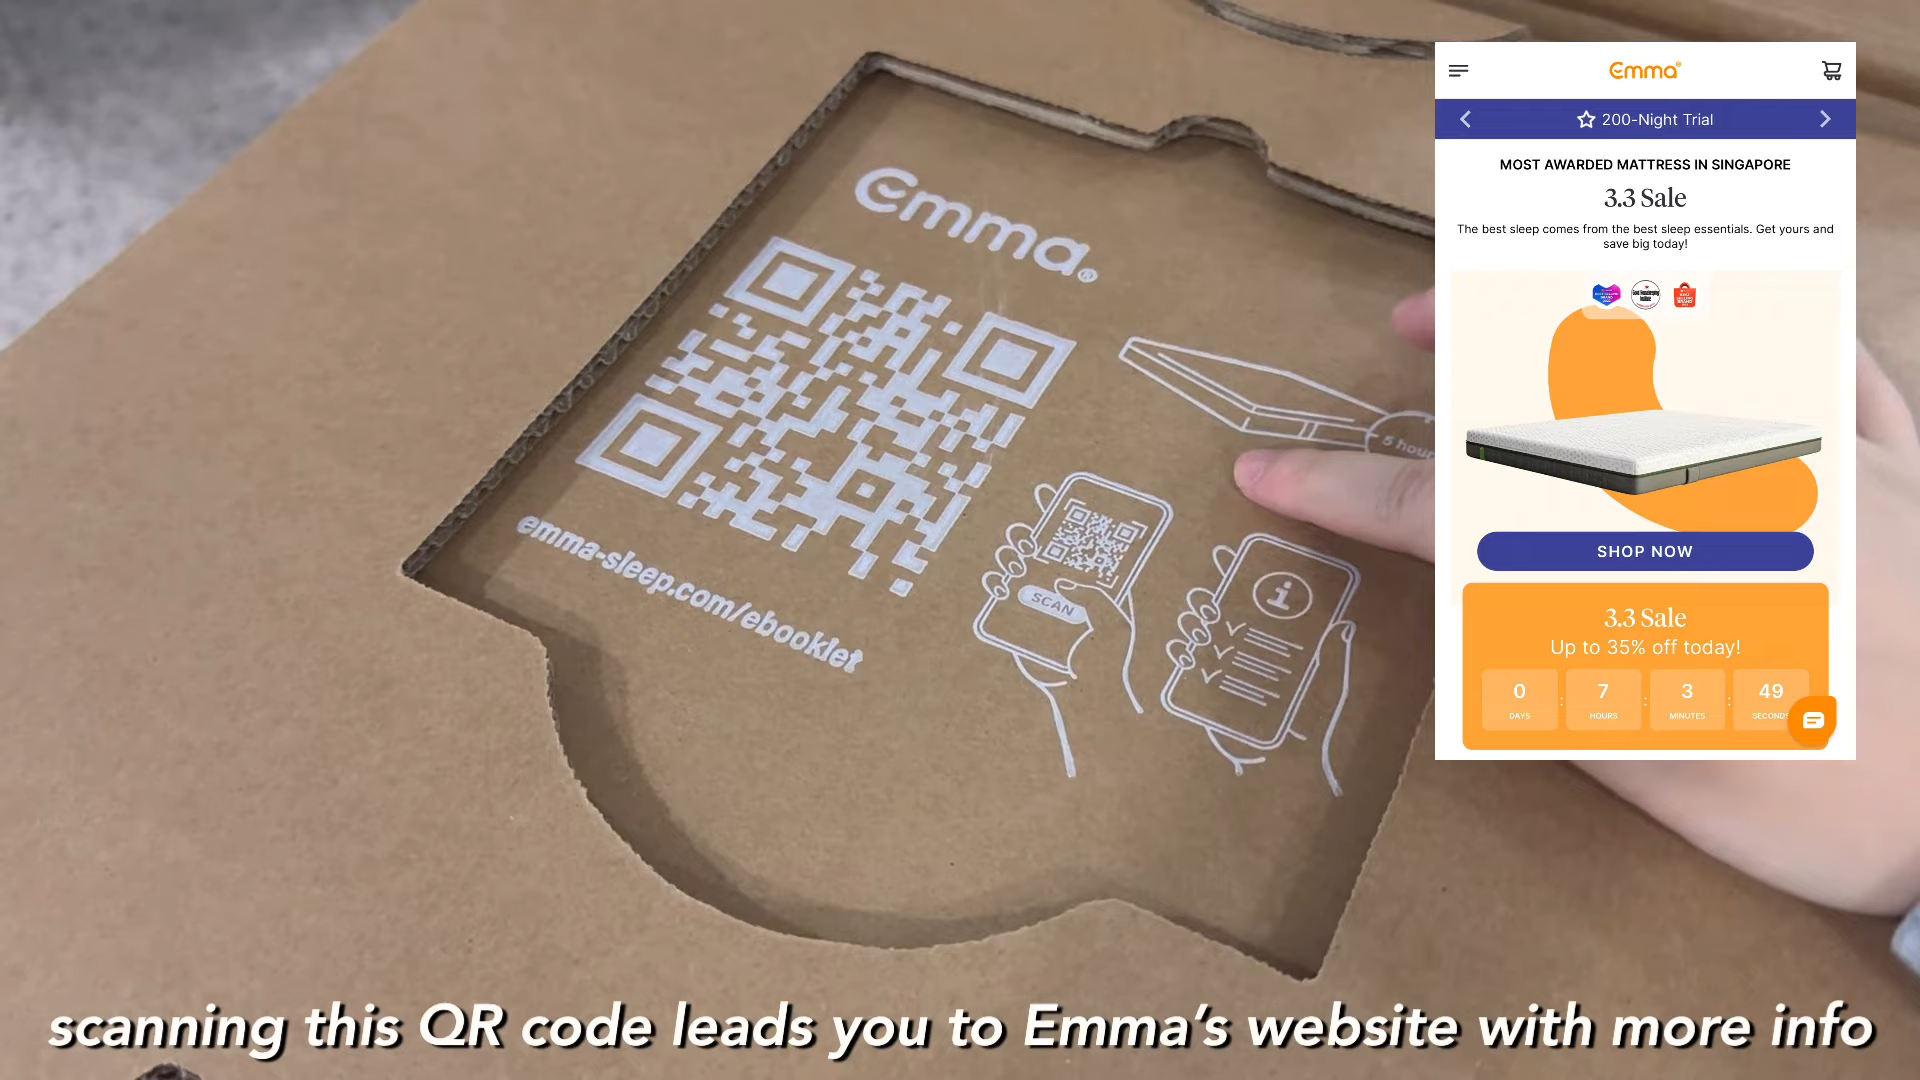 Emma®
emma-sleep.com/ebooklet
5 hour
SCAN
i
Emma®
200-Night Trial
MOST AWARDED MATTRESS IN SINGAPORE
3.3 Sale
The best sleep comes from the best sleep essentials. Get yours and
save big today!
SHOP NOW
3.3 Sale
Up to 35% off today!
0 : 7 : 3 : 49
DAYS HOURS MINUTES SECONDS
scanning this QR code leads you to Emma's website with more info